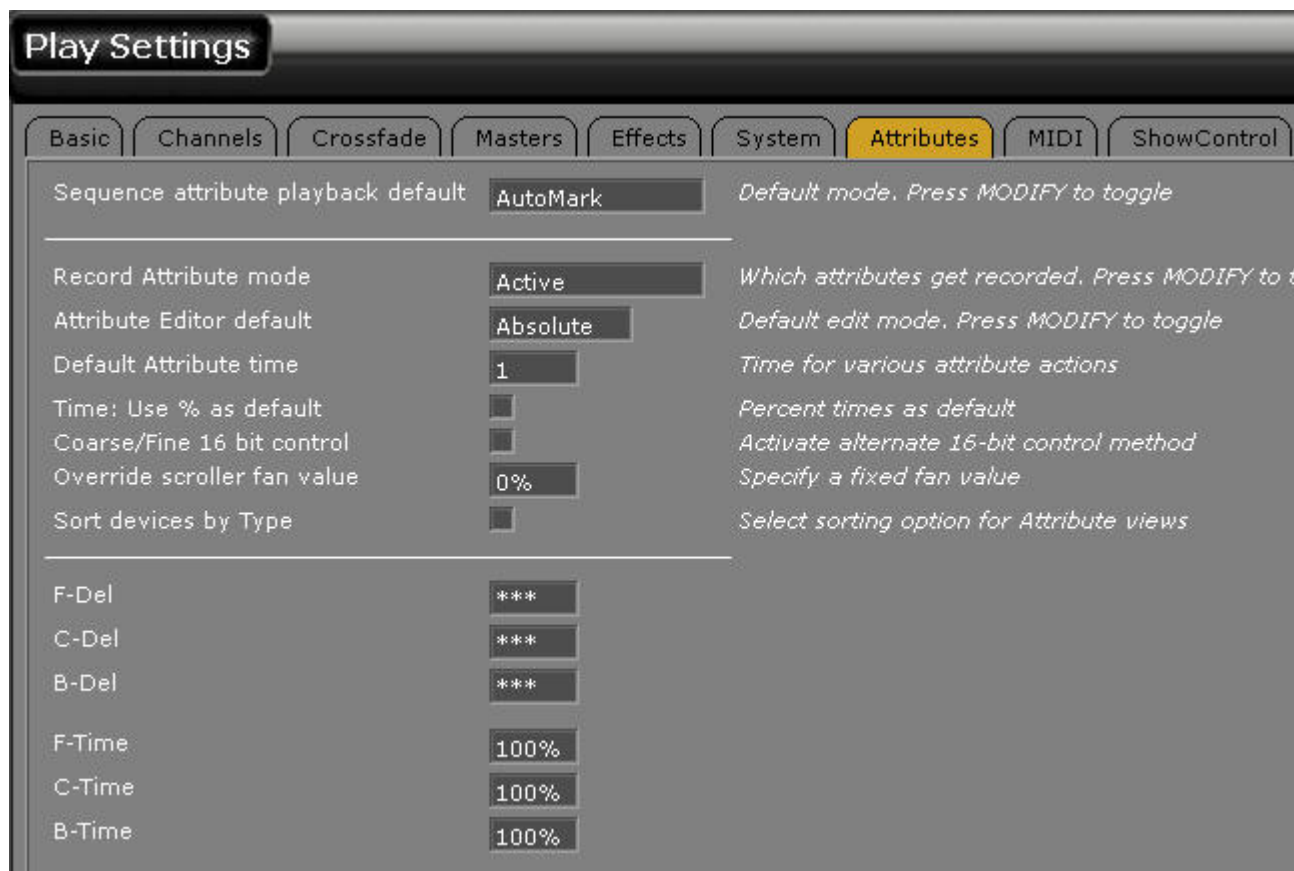 Play Settings
Basic Channels Crossfade Masters Effects System Attributes MIDI ShowControl
Sequence attribute playback default AutoMark Default mode. Press MODIFY to toggle
Record Attribute mode Active Which attributes get recorded. Press MODIFY to
Attribute Editor default Absolute Default edit mode. Press MODIFY to toggle
Default Attribute time 1 Time for various attribute actions
Time: Use % as default Percent times as default
Coarse/Fine 16 bit control Activate alternate 16-bit control method
Override scroller fan value 0% Specify a fixed fan value
Sort devices by Type Select sorting option for Attribute views
F-Del ***
C-Del ***
B-Del ***
F-Time 100%
C-Time 100%
B-Time 100%